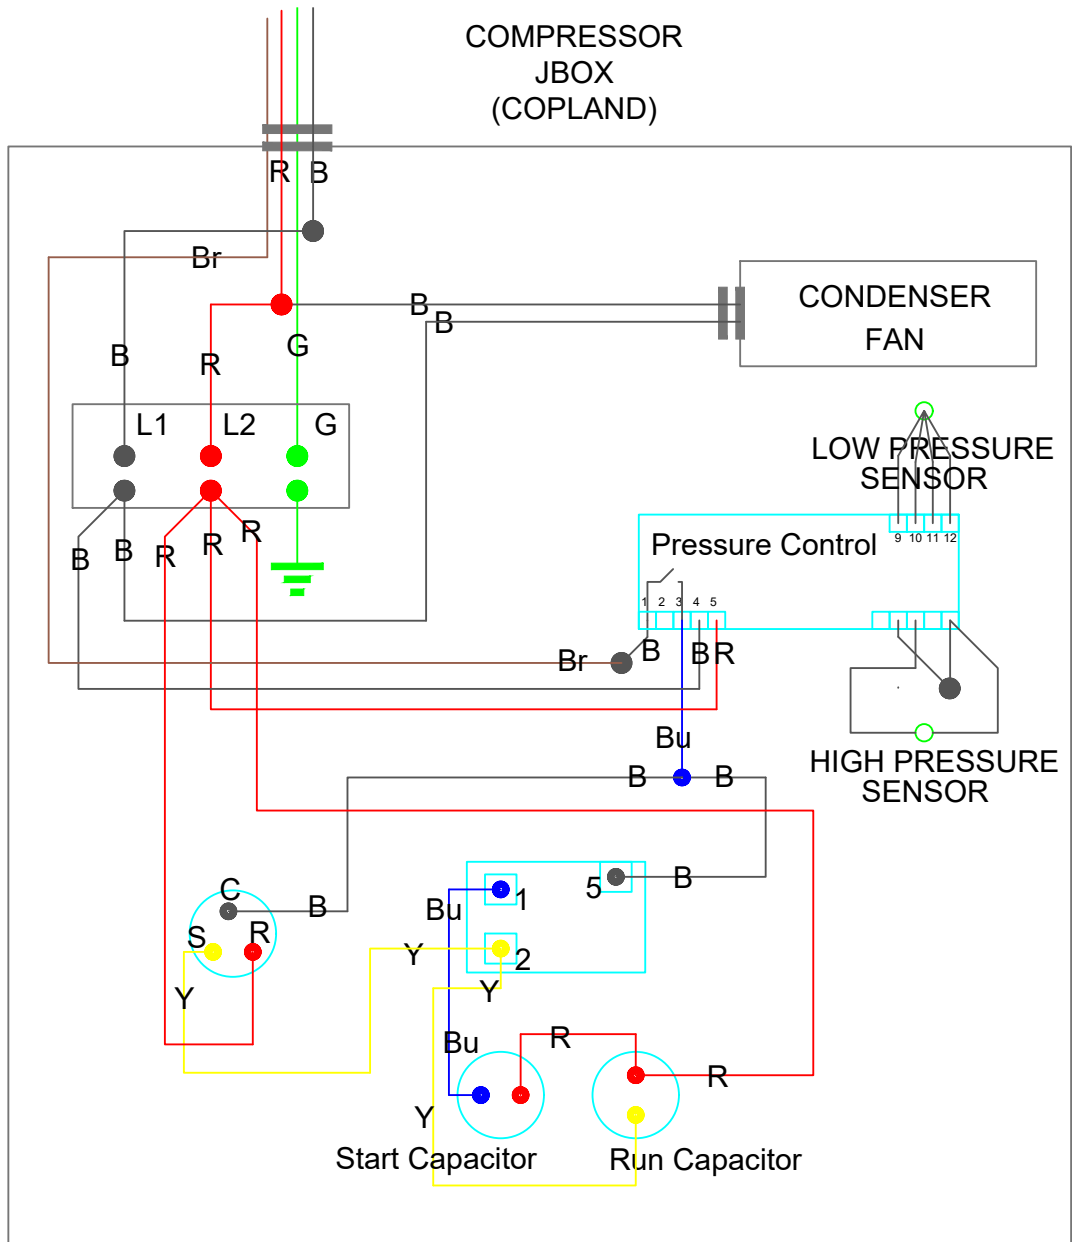 COMPRESSOR
JBOX
(COPLAND)
R
B
Br
B
B
CONDENSER
FAN
G
B
R
L1
L2
G
LOW PRESSURE
SENSOR
B
B
R
R
R
Pressure Control
9 10 11 12
1 2 3 4 5
Br
B
B
R
Bu
B
B
HIGH PRESSURE
SENSOR
C
B
S
R
Y
Bu
1
5
B
Y
2
Y
Bu
R
R
Y
Start Capacitor
Run Capacitor